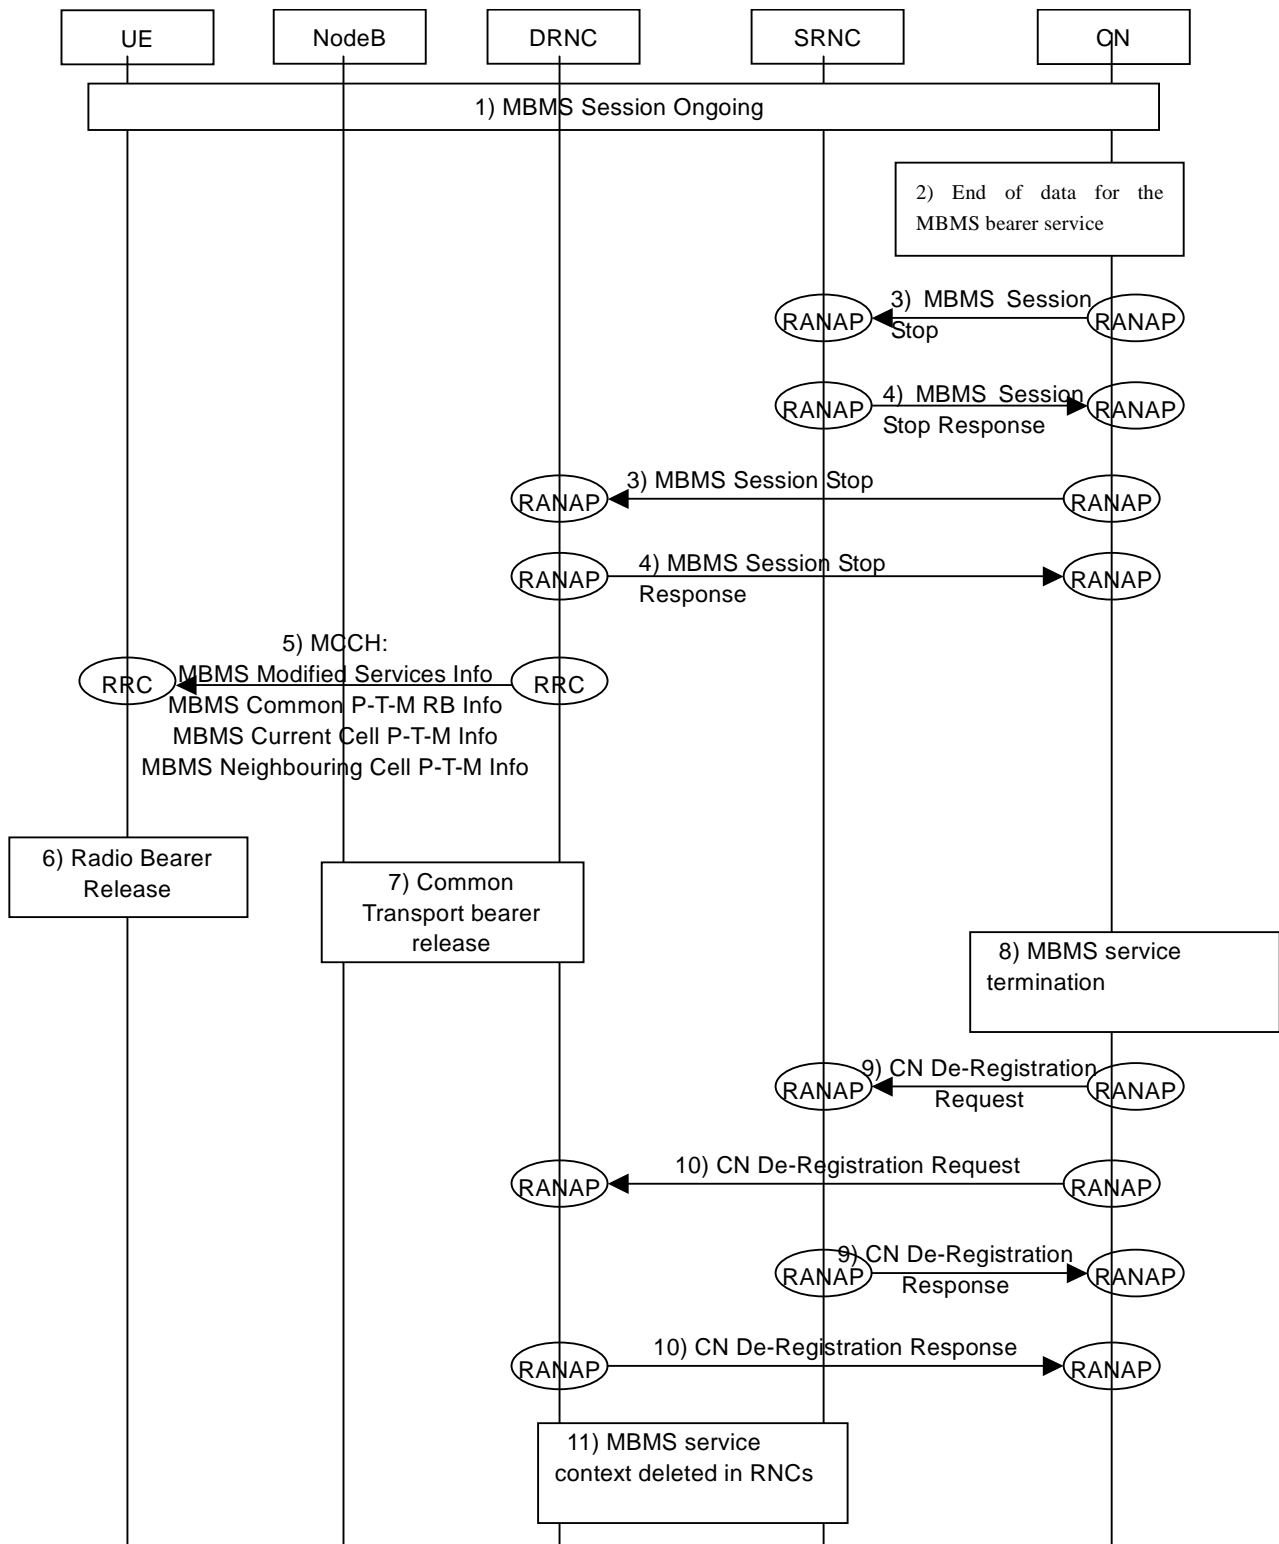 UE
NodeB
DRNC
SRNC
CN
1) MBMS Session Ongoing
2) End of data for the
MBMS bearer service
RANAP
3) MBMS Session
Stop
RANAP
RANAP
4) MBMS Session
Stop Response
RANAP
RANAP
3) MBMS Session Stop
RANAP
RANAP
4) MBMS Session Stop
Response
RANAP
5) MCCH:
RRC
MBMS Modified Services Info
RRC
MBMS Common P-T-M RB Info
MBMS Current Cell P-T-M Info
MBMS Neighbouring Cell P-T-M Info
6) Radio Bearer
Release
7) Common
Transport bearer
release
8) MBMS service
termination
RANAP
9) CN De-Registration
Request
RANAP
RANAP
10) CN De-Registration Request
RANAP
RANAP
9) CN De-Registration
Response
RANAP
RANAP
10) CN De-Registration Response
RANAP
11) MBMS service
context deleted in RNCs